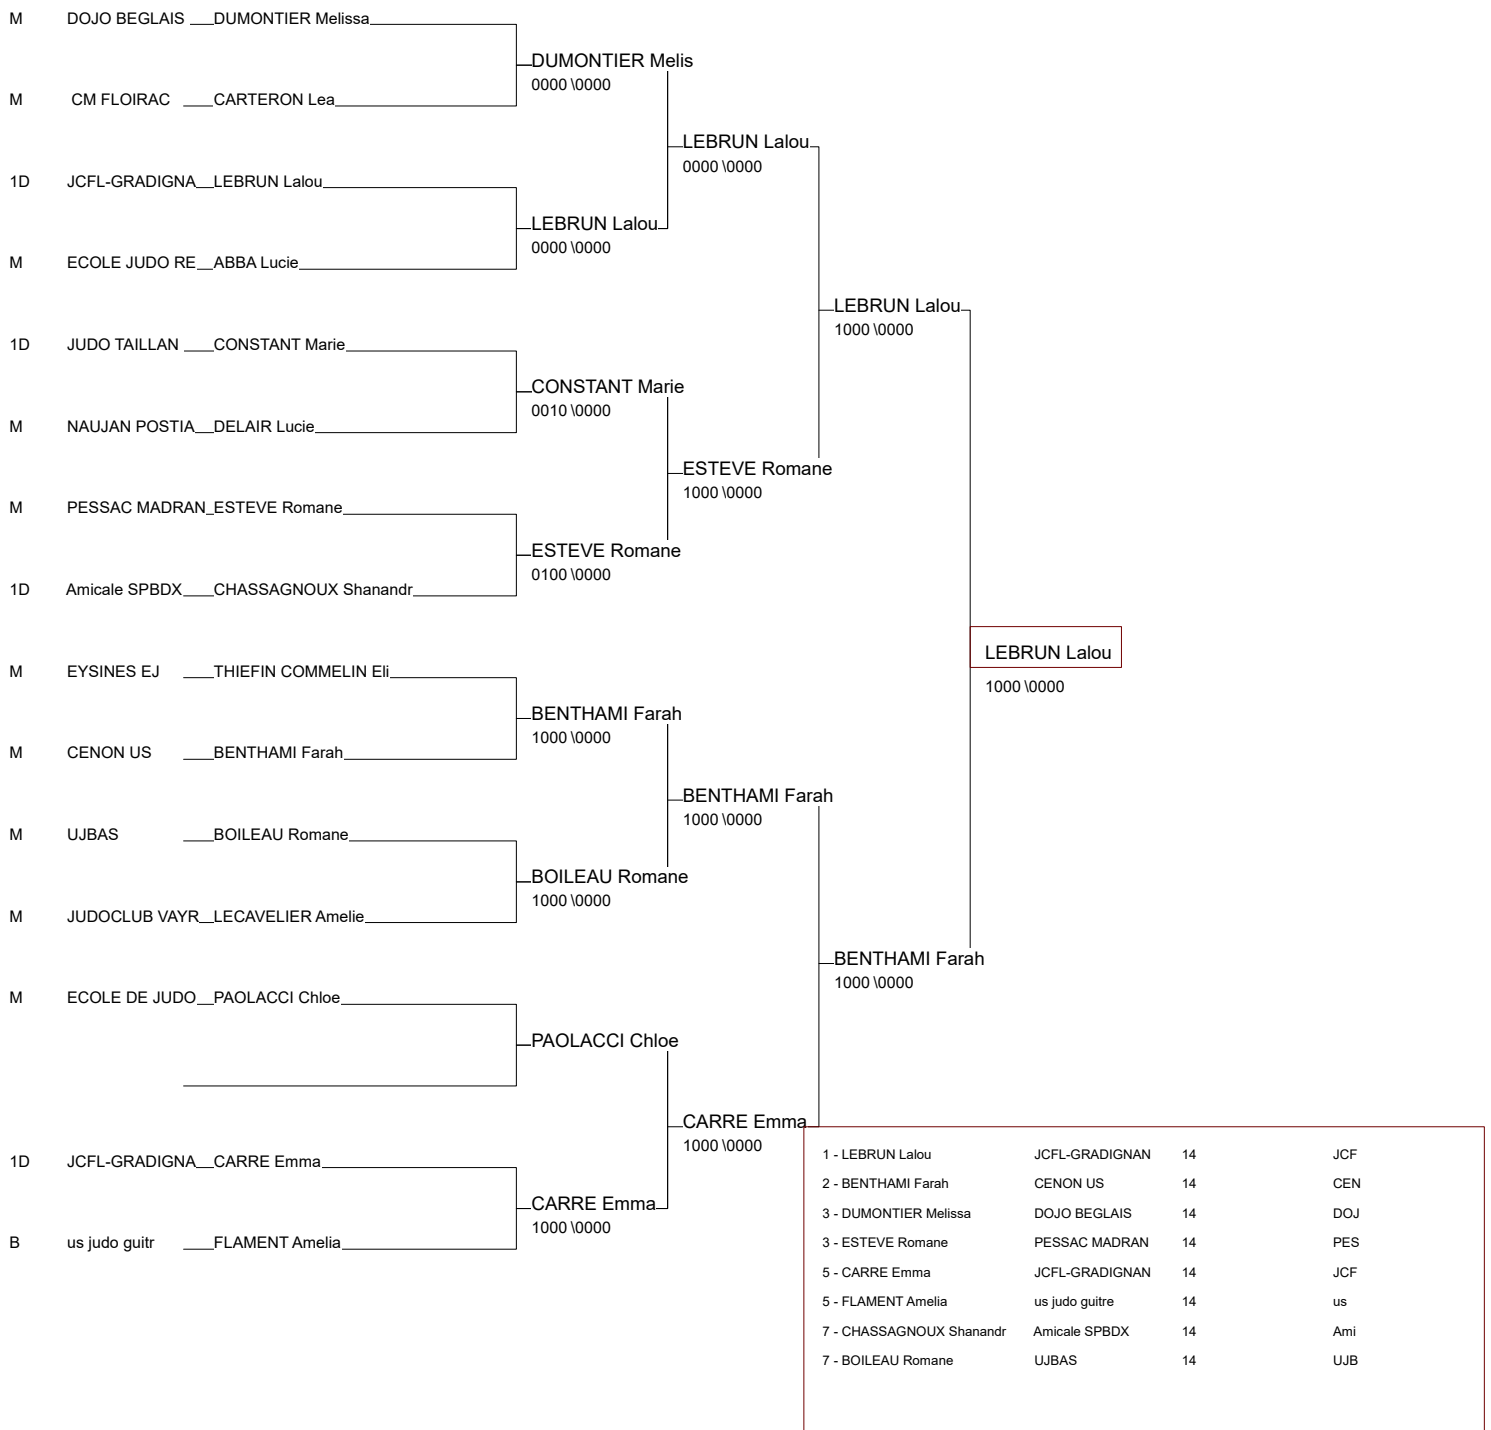 M DOJO BEGLAIS DUMONTIER Melissa
DUMONTIER Melis
0000 \0000
M CM FLOIRAC CARTERON Lea
LEBRUN Lalou
0000 \0000
1D JCFL-GRADIGNA LEBRUN Lalou
LEBRUN Lalou
0000 \0000
M ECOLE JUDO RE ABBA Lucie
LEBRUN Lalou
1000 \0000
1D JUDO TAILLAN CONSTANT Marie
CONSTANT Marie
0010 \0000
M NAUJAN POSTIA DELAIR Lucie
ESTEVE Romane
1000 \0000
M PESSAC MADRAN ESTEVE Romane
ESTEVE Romane
0100 \0000
1D Amicale SPBDX CHASSAGNOUX Shanandr
LEBRUN Lalou
1000 \0000
M EYSINES EJ THIEFIN COMMELIN Eli
BENTHAMI Farah
1000 \0000
M CENON US BENTHAMI Farah
BENTHAMI Farah
1000 \0000
M UJBAS BOILEAU Romane
BOILEAU Romane
1000 \0000
M JUDOCLUB VAYR LECAVELIER Amelie
BENTHAMI Farah
1000 \0000
M ECOLE DE JUDO PAOLACCI Chloe
PAOLACCI Chloe
CARRE Emma
1000 \0000
1D JCFL-GRADIGNA CARRE Emma
CARRE Emma
1000 \0000
B us judo guitr FLAMENT Amelia
1 - LEBRUN Lalou JCFL-GRADIGNAN 14 JCF
2 - BENTHAMI Farah CENON US 14 CEN
3 - DUMONTIER Melissa DOJO BEGLAIS 14 DOJ
3 - ESTEVE Romane PESSAC MADRAN 14 PES
5 - CARRE Emma JCFL-GRADIGNAN 14 JCF
5 - FLAMENT Amelia us judo guitre 14 us
7 - CHASSAGNOUX Shanandr Amicale SPBDX 14 Ami
7 - BOILEAU Romane UJBAS 14 UJB